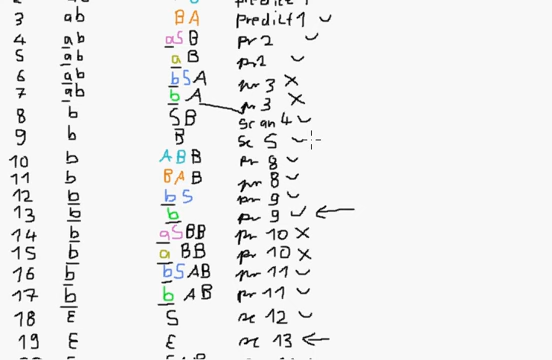 3 ab BA predict 1 ✓
4 ab aSB pr 2 ✓
5 ab aB pr 2 ✓
6 ab bSA pr 3 ✗
7 ab bA pr 3 ✗
8 b SB scan 4 ✓
9 b B sc 5 ✓
10 b ABB pr 8 ✓
11 b BAB pr 8 ✓
12 b bS pr 9 ✓
13 b b pr 9 ✓ ←
14 b aSBB pr 10 ✗
15 b aBB pr 10 ✗
16 b bSAB pr 11 ✓
17 b bAB pr 11 ✓
18 ε S sc 12 ✓
19 ε ε sc 13 ←